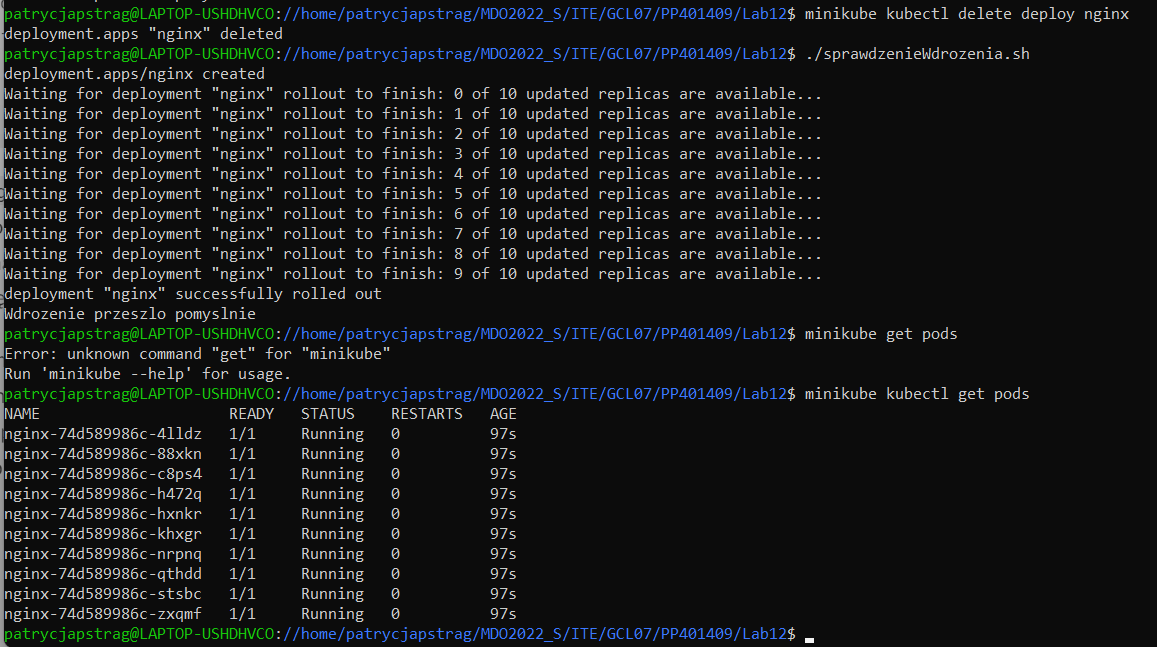 patrycjapstrag@LAPTOP-USHDHVCO://home/patrycjapstrag/MDO2022_S/ITE/GCL07/PP401409/Lab12$ minikube kubectl delete deploy nginx
deployment.apps "nginx" deleted
patrycjapstrag@LAPTOP-USHDHVCO://home/patrycjapstrag/MDO2022_S/ITE/GCL07/PP401409/Lab12$ ./sprawdzenieWdrozenia.sh
deployment.apps/nginx created
Waiting for deployment "nginx" rollout to finish: 0 of 10 updated replicas are available...
Waiting for deployment "nginx" rollout to finish: 1 of 10 updated replicas are available...
Waiting for deployment "nginx" rollout to finish: 2 of 10 updated replicas are available...
Waiting for deployment "nginx" rollout to finish: 3 of 10 updated replicas are available...
Waiting for deployment "nginx" rollout to finish: 4 of 10 updated replicas are available...
Waiting for deployment "nginx" rollout to finish: 5 of 10 updated replicas are available...
Waiting for deployment "nginx" rollout to finish: 6 of 10 updated replicas are available...
Waiting for deployment "nginx" rollout to finish: 7 of 10 updated replicas are available...
Waiting for deployment "nginx" rollout to finish: 8 of 10 updated replicas are available...
Waiting for deployment "nginx" rollout to finish: 9 of 10 updated replicas are available...
deployment "nginx" successfully rolled out
Wdrozenie przeszlo pomyslnie
patrycjapstrag@LAPTOP-USHDHVCO://home/patrycjapstrag/MDO2022_S/ITE/GCL07/PP401409/Lab12$ minikube get pods
Error: unknown command "get" for "minikube"
Run 'minikube --help' for usage.
patrycjapstrag@LAPTOP-USHDHVCO://home/patrycjapstrag/MDO2022_S/ITE/GCL07/PP401409/Lab12$ minikube kubectl get pods
NAME READY STATUS RESTARTS AGE
nginx-74d589986c-4lldz 1/1 Running 0 97s
nginx-74d589986c-88xkn 1/1 Running 0 97s
nginx-74d589986c-c8ps4 1/1 Running 0 97s
nginx-74d589986c-h472q 1/1 Running 0 97s
nginx-74d589986c-hxnkr 1/1 Running 0 97s
nginx-74d589986c-khxgr 1/1 Running 0 97s
nginx-74d589986c-nrpnq 1/1 Running 0 97s
nginx-74d589986c-qthdd 1/1 Running 0 97s
nginx-74d589986c-stsbc 1/1 Running 0 97s
nginx-74d589986c-zxqmf 1/1 Running 0 97s
patrycjapstrag@LAPTOP-USHDHVCO://home/patrycjapstrag/MDO2022_S/ITE/GCL07/PP401409/Lab12$